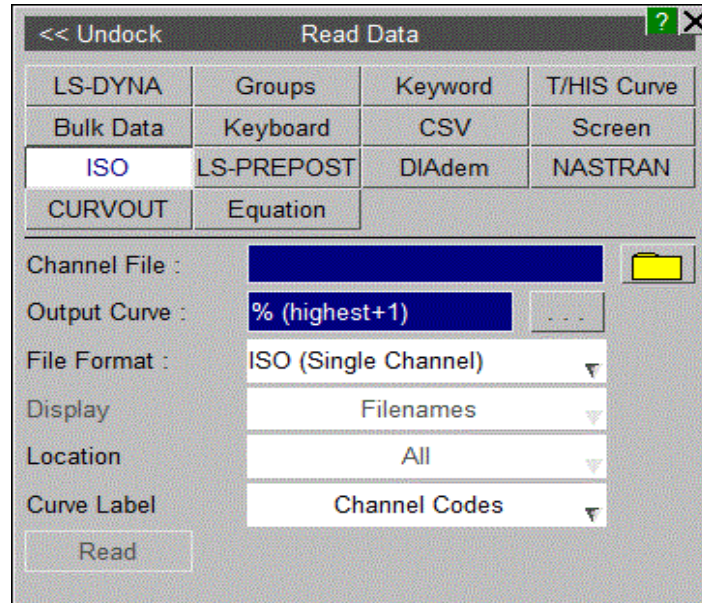 << Undock Read Data ? X
LS-DYNA Groups Keyword T/HIS Curve
Bulk Data Keyboard CSV Screen
ISO LS-PREPOST DIAdem NASTRAN
CURVOUT Equation
Channel File :
Output Curve : % (highest+1) . . .
File Format : ISO (Single Channel)
Display Filenames
Location All
Curve Label Channel Codes
Read